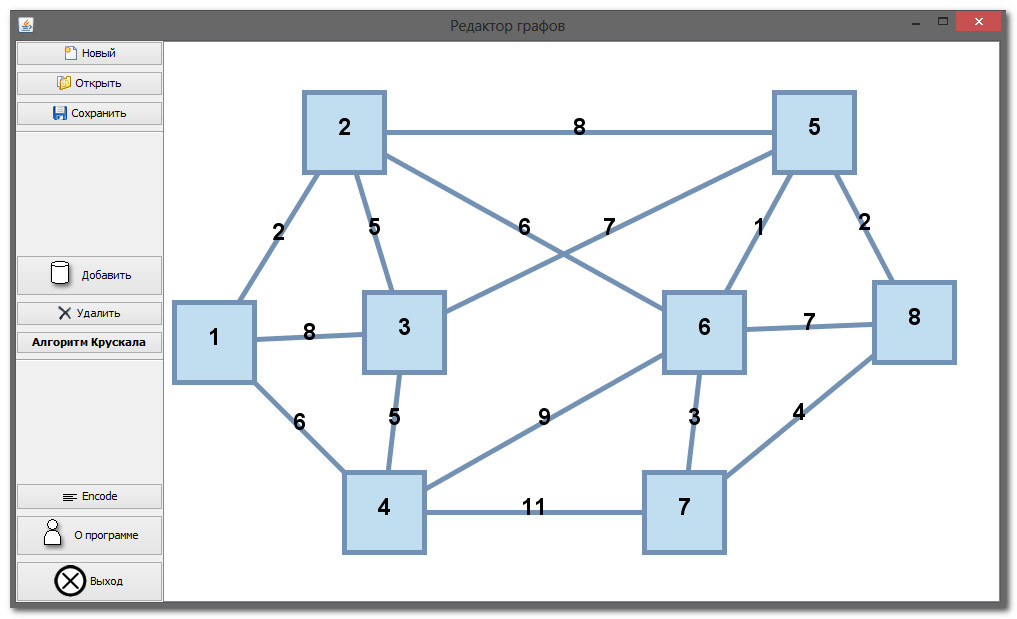 Редактор графов
Новый
Открыть
Сохранить
Добавить
Удалить
Алгоритм Крускала
Encode
О программе
Выход
2
8
5
2
5
6
7
1
2
1
8
3
6
7
8
6
5
9
3
4
4
11
7